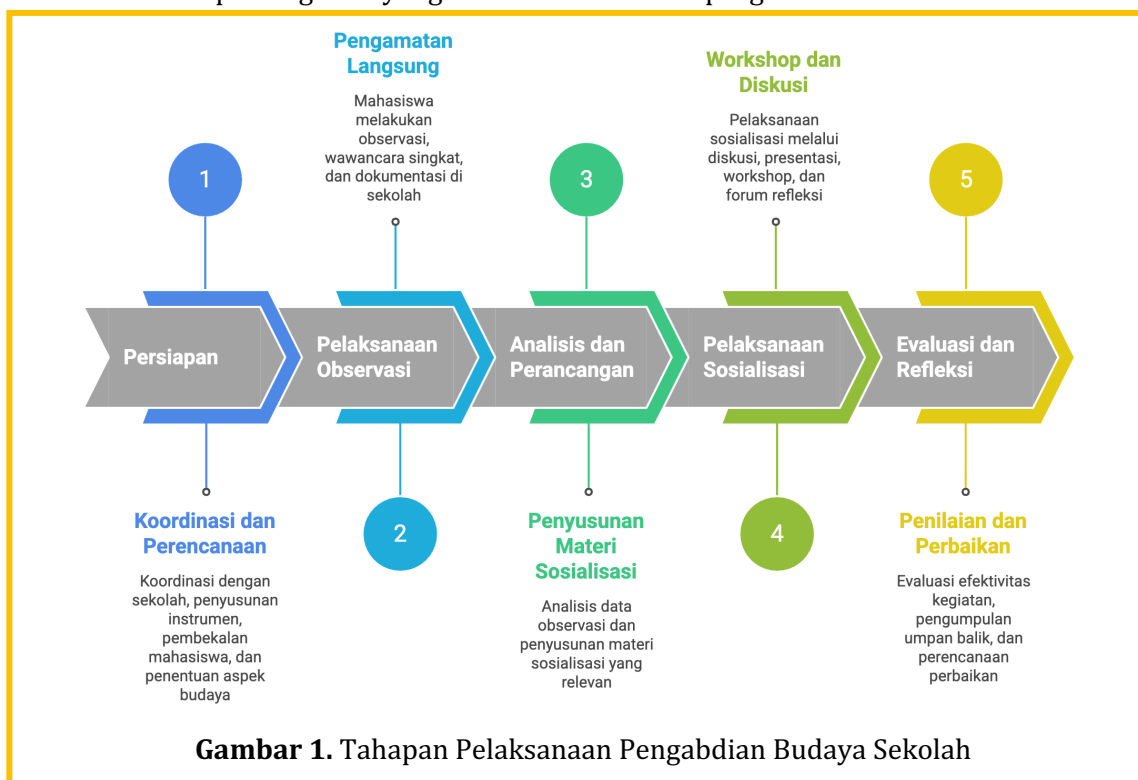 Pengamatan
Langsung
Mahasiswa
melakukan
observasi,
wawancara singkat,
dan dokumentasi di
sekolah
Workshop dan
Diskusi
Pelaksanaan
sosialisasi melalui
diskusi, presentasi,
workshop, dan
forum refleksi
1
3
5
Persiapan
Pelaksanaan
Observasi
Analisis dan
Perancangan
Pelaksanaan
Sosialisasi
Evaluasi dan
Refleksi
Koordinasi dan
Perencanaan
Koordinasi dengan
sekolah, penyusunan
instrumen,
pembekalan
mahasiswa, dan
penentuan aspek
budaya
2
Penyusunan
Materi
Sosialisasi
Analisis data
observasi dan
penyusunan materi
sosialisasi yang
relevan
4
Penilaian dan
Perbaikan
Evaluasi efektivitas
kegiatan,
pengumpulan
umpan balik, dan
perencanaan
perbaikan
Gambar 1. Tahapan Pelaksanaan Pengabdian Budaya Sekolah